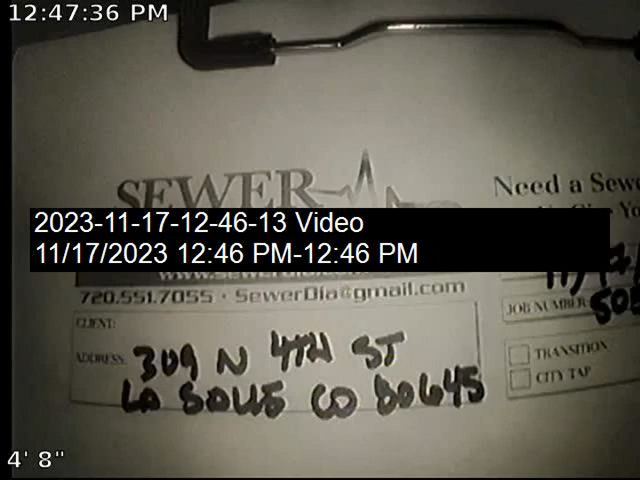 12:47:36 PM
SEWER
Need a Sewe
2023-11-17-12-46-13 Video
11/17/2023 12:46 PM-12:46 PM
720.551.7055 · SewerDia@gmail.com
CLIENT:
JOB NUMBER
ADDRESS: 309 N 4TH ST
LA SALLE CO 80645
TRANSITION
CITY TAP
4' 8"